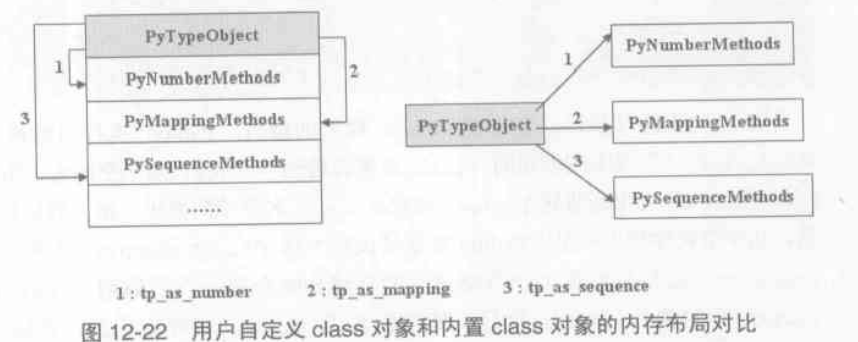 PyTypeObject
PyNumberMethods
PyMappingMethods
PySequenceMethods
......
1
2
3
PyTypeObject
1
2
3
PyNumberMethods
PyMappingMethods
PySequenceMethods
1 : tp_as_number 2 : tp_as_mapping 3 : tp_as_sequence
图 12-22 用户自定义 class 对象和内置 class 对象的内存布局对比